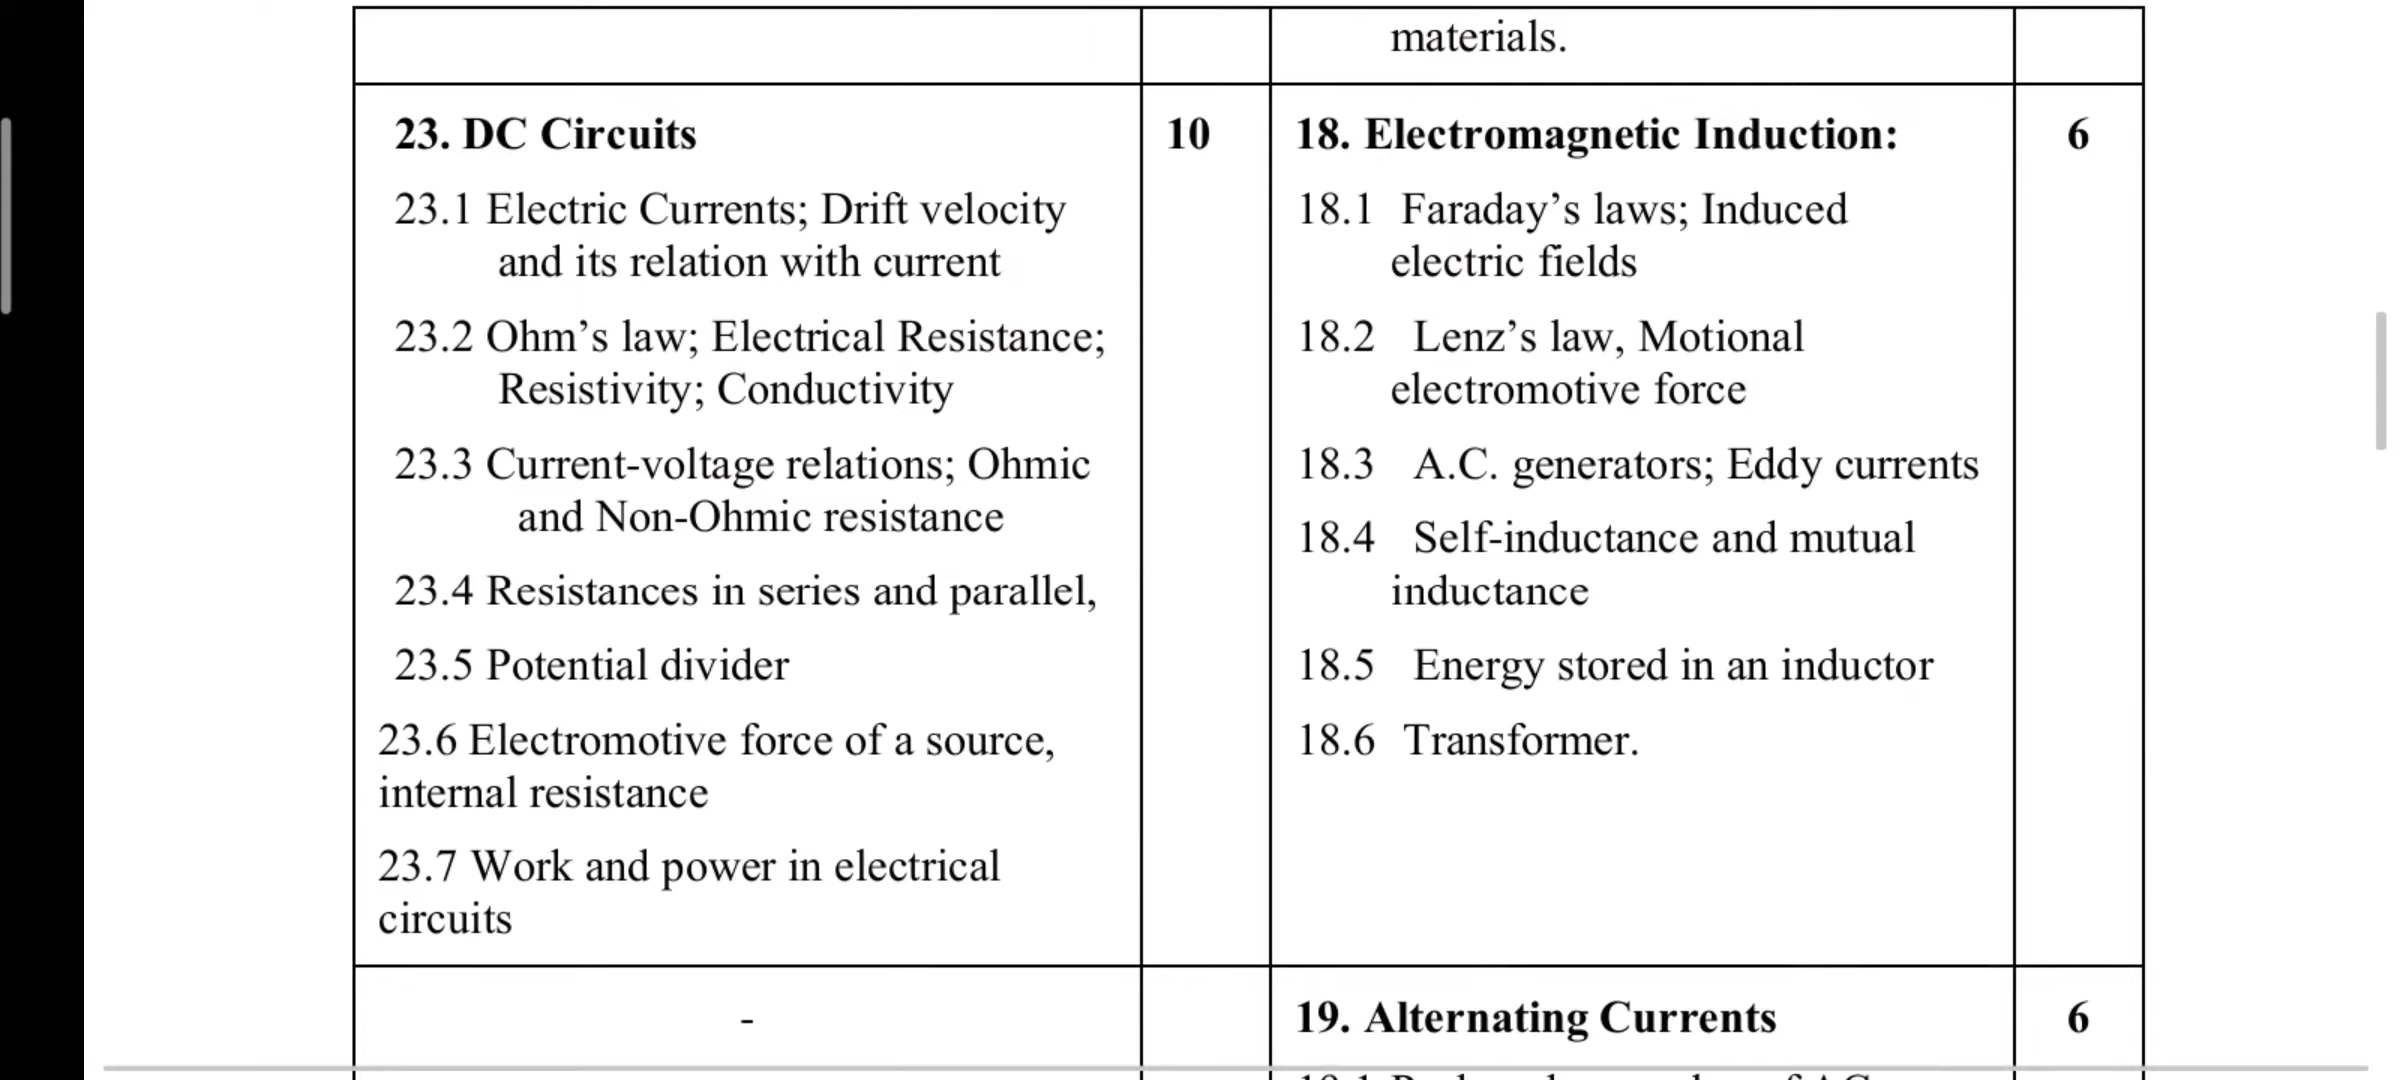 materials.
23. DC Circuits
10
23.1 Electric Currents; Drift velocity
and its relation with current
23.2 Ohm’s law; Electrical Resistance;
Resistivity; Conductivity
23.3 Current-voltage relations; Ohmic
and Non-Ohmic resistance
23.4 Resistances in series and parallel,
23.5 Potential divider
23.6 Electromotive force of a source,
internal resistance
23.7 Work and power in electrical
circuits
18. Electromagnetic Induction:
6
18.1 Faraday’s laws; Induced
electric fields
18.2 Lenz’s law, Motional
electromotive force
18.3 A.C. generators; Eddy currents
18.4 Self-inductance and mutual
inductance
18.5 Energy stored in an inductor
18.6 Transformer.
-
19. Alternating Currents
6